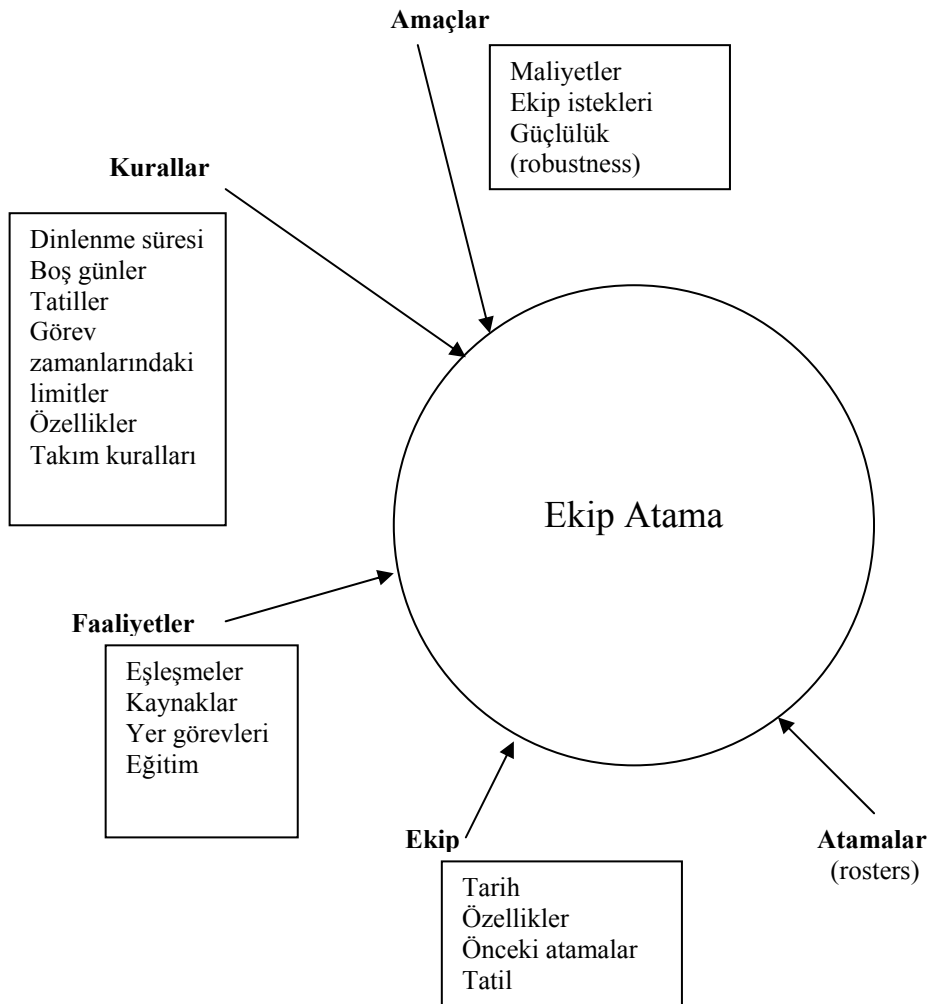 Amaçlar
Maliyetler
Ekip istekleri
Güçlülük
(robustness)
Kurallar
Dinlenme süresi
Boş günler
Tatiller
Görev
zamanlarındaki
limitler
Özellikler
Takım kuralları
Ekip Atama
Faaliyetler
Eşleşmeler
Kaynaklar
Yer görevleri
Eğitim
Ekip
Tarih
Özellikler
Önceki atamalar
Tatil
Atamalar
(rosters)